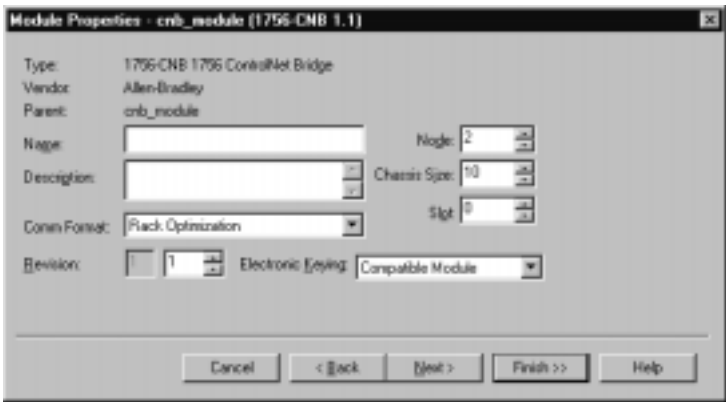 Module Properties - cnb_module (1756-CNB 1.1)
Type: 1756-CNB 1756 ControlNet Bridge
Vendor: Allen-Bradley
Parent: cnb_module
Name: Node: 2
Description: Chassis Size: 10
Slot: 0
Comm Format: Rack Optimization
Revision: 1 1 Electronic Keying: Compatible Module
Cancel < Back Next > Finish >> Help